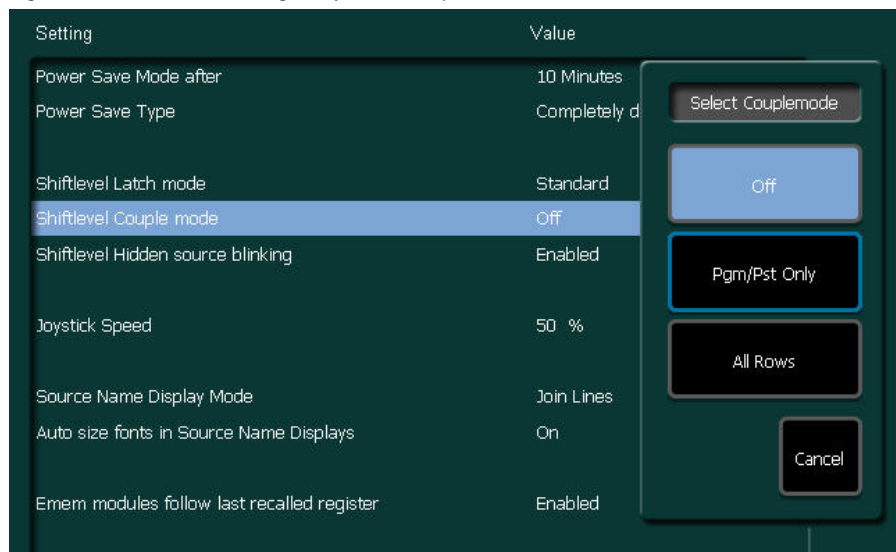 Setting Value
Power Save Mode after 10 Minutes
Power Save Type Completely d
Shiftlevel Latch mode Standard
Shiftlevel Couple mode Off
Shiftlevel Hidden source blinking Enabled
Joystick Speed 50 %
Source Name Display Mode Join Lines
Auto size fonts in Source Name Displays On
Emem modules follow last recalled register Enabled
Select Couplemode
Off
Pgm/Pst Only
All Rows
Cancel